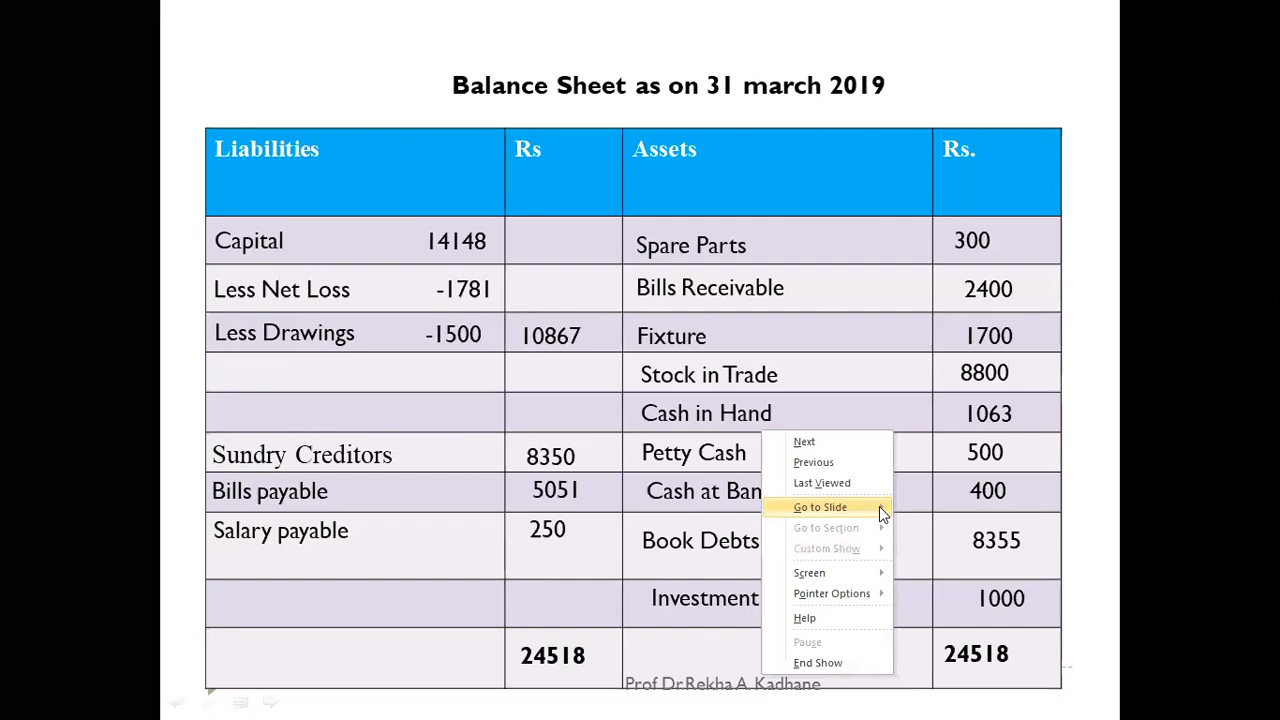 Balance Sheet as on 31 march 2019
Liabilities Rs Assets Rs.
Capital 14148 Spare Parts 300
Less Net Loss -1781 Bills Receivable 2400
Less Drawings -1500 10867 Fixture 1700
Stock in Trade 8800
Cash in Hand 1063
Sundry Creditors 8350 Petty Cash 500
Bills payable 5051 Cash at Ban 400
Salary payable 250 Book Debts 8355
Investment 1000
24518 24518
Next
Previous
Last Viewed
Go to Slide
Go to Section
Custom Show
Screen
Pointer Options
Help
Pause
End Show
Prof Dr.Rekha A. Kadhane